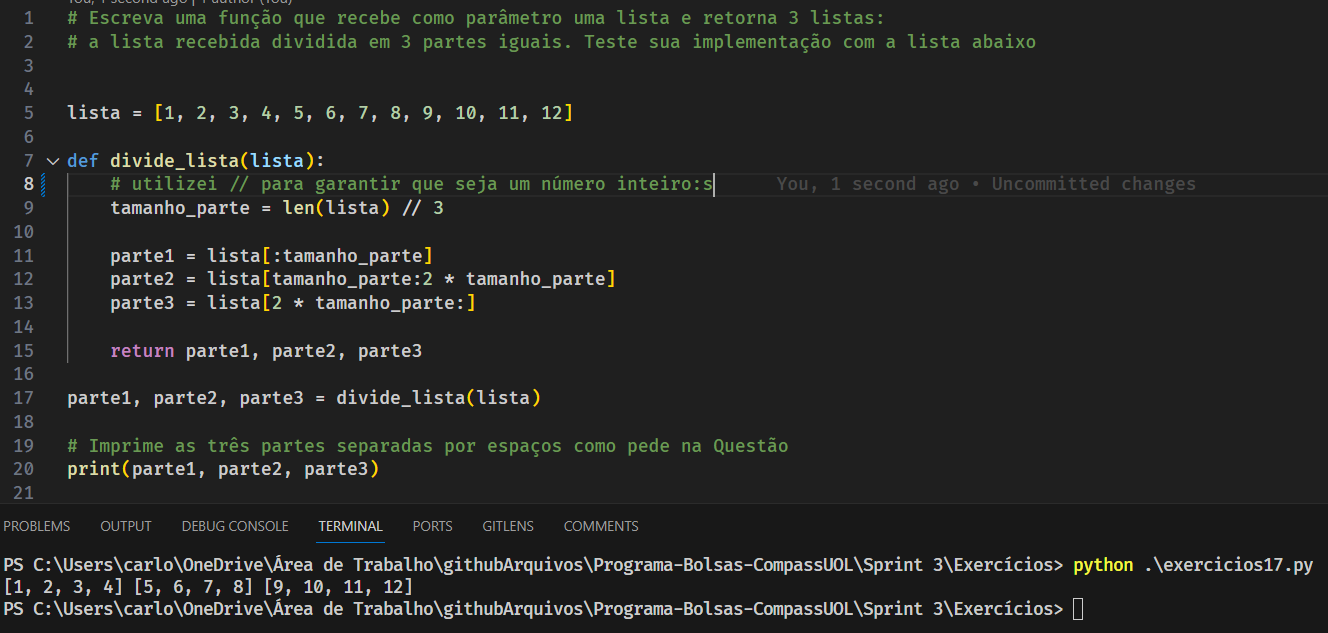 You, 1 second ago | 1 author (You)
1 # Escreva uma função que recebe como parâmetro uma lista e retorna 3 listas:
2 # a lista recebida dividida em 3 partes iguais. Teste sua implementação com a lista abaixo
3
4
5 lista = [1, 2, 3, 4, 5, 6, 7, 8, 9, 10, 11, 12]
6
7 def divide_lista(lista):
8 # utilizei // para garantir que seja um número inteiro:s You, 1 second ago • Uncommitted changes
9 tamanho_parte = len(lista) // 3
10
11 parte1 = lista[:tamanho_parte]
12 parte2 = lista[tamanho_parte:2 * tamanho_parte]
13 parte3 = lista[2 * tamanho_parte:]
14
15 return parte1, parte2, parte3
16
17 parte1, parte2, parte3 = divide_lista(lista)
18
19 # Imprime as três partes separadas por espaços como pede na Questão
20 print(parte1, parte2, parte3)
21
PROBLEMS OUTPUT DEBUG CONSOLE TERMINAL PORTS GITLENS COMMENTS
PS C:\Users\carlo\OneDrive\Área de Trabalho\githubArquivos\Programa-Bolsas-CompassUOL\Sprint 3\Exercícios> python .\exercicios17.py
[1, 2, 3, 4] [5, 6, 7, 8] [9, 10, 11, 12]
PS C:\Users\carlo\OneDrive\Área de Trabalho\githubArquivos\Programa-Bolsas-CompassUOL\Sprint 3\Exercícios>